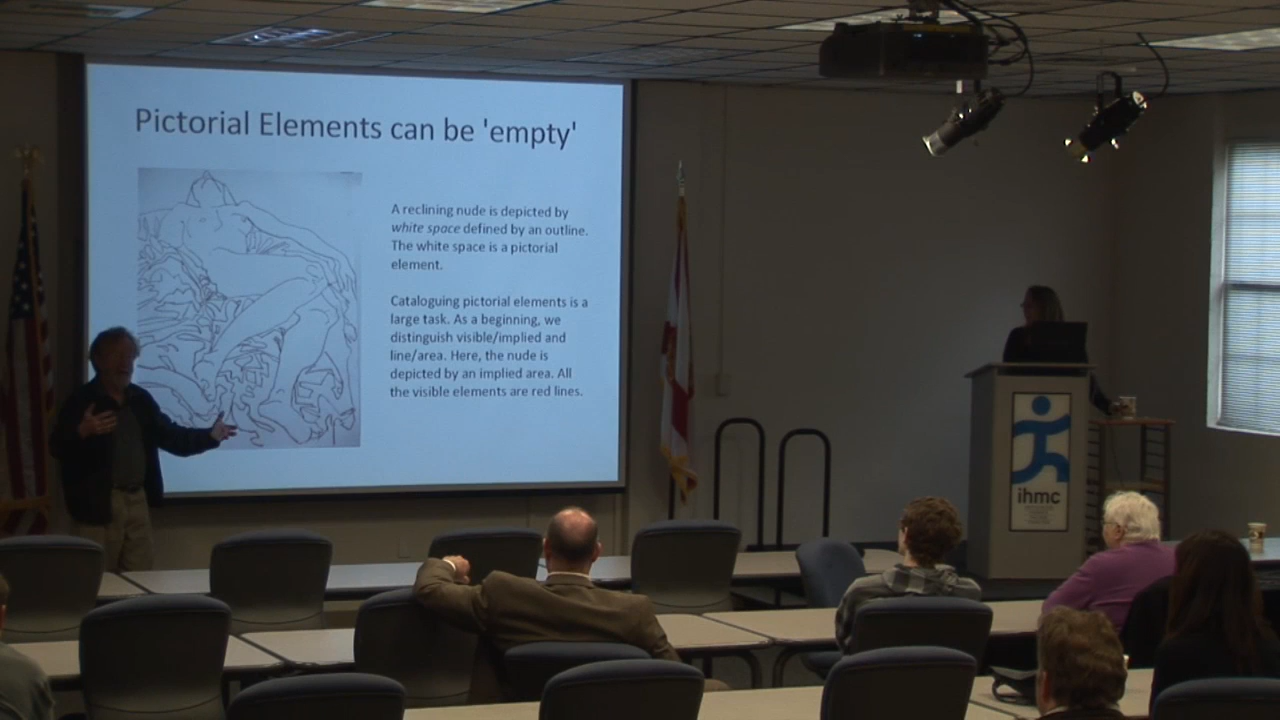 Pictorial Elements can be 'empty'
A reclining nude is depicted by
white space defined by an outline.
The white space is a pictorial
element.
Cataloguing pictorial elements is a
large task. As a beginning, we
distinguish visible/implied and
line/area. Here, the nude is
depicted by an implied area. All
the visible elements are red lines.
ihmc